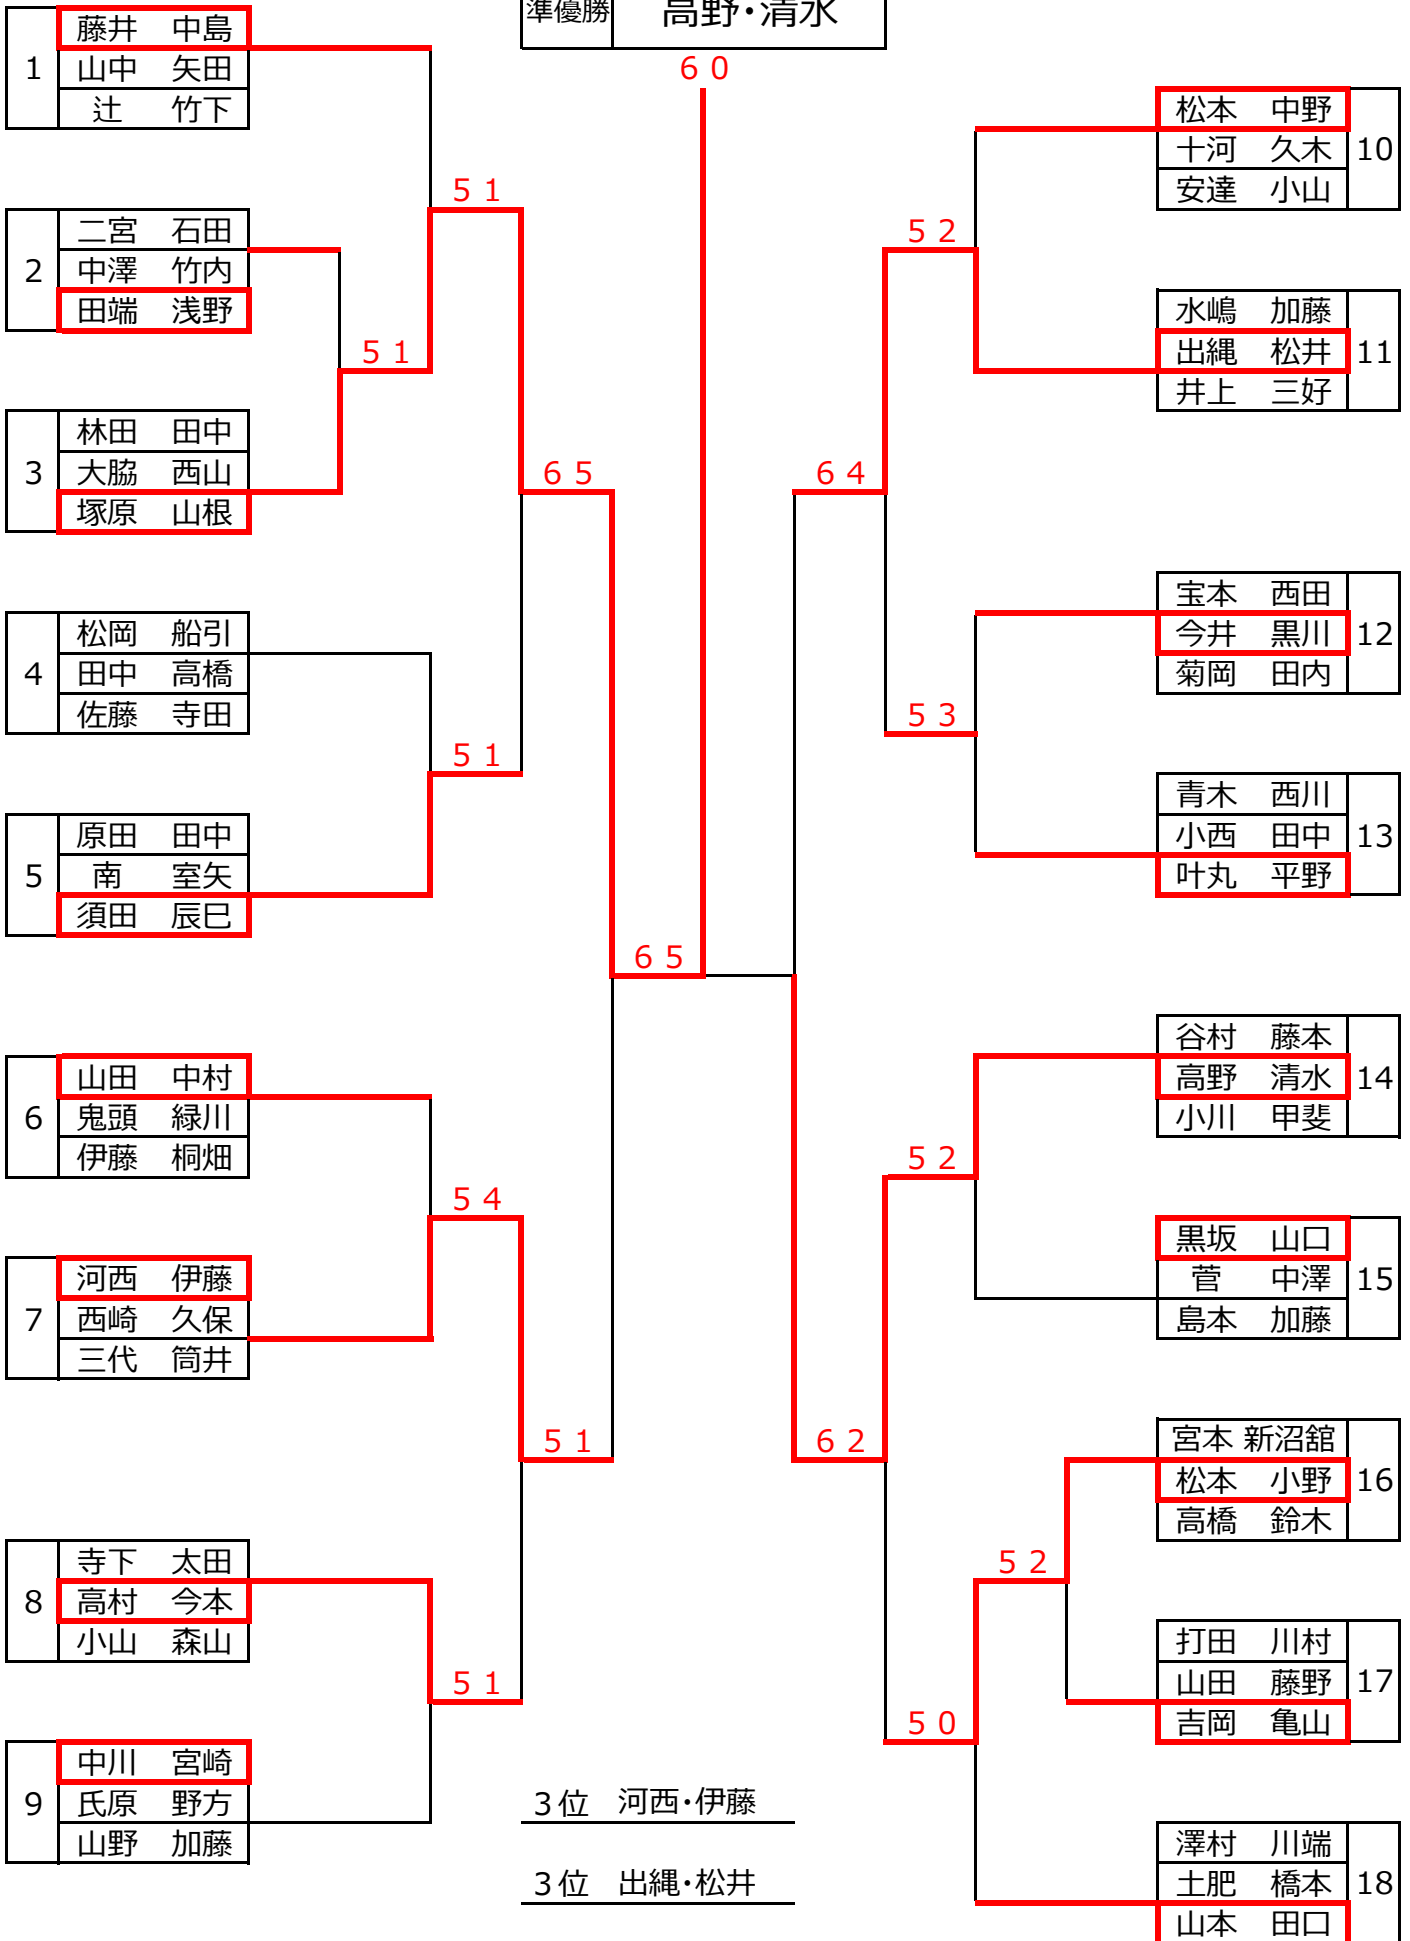 準優勝 高野・清水
６０
1
藤井 中島
山中 矢田
辻 竹下
2
二宮 石田
中澤 竹内
田端 浅野
3
林田 田中
大脇 西山
塚原 山根
4
松岡 船引
田中 高橋
佐藤 寺田
5
原田 田中
南 室矢
須田 辰巳
6
山田 中村
鬼頭 緑川
伊藤 桐畑
7
河西 伊藤
西崎 久保
三代 筒井
8
寺下 太田
高村 今本
小山 森山
9
中川 宮崎
氏原 野方
山野 加藤
５１
５１
６５
５１
６５
５４
５１
５１
５２
６４
５３
５２
６２
５２
５０
松本 中野
十河 久木
安達 小山
10
水嶋 加藤
出縄 松井
井上 三好
11
宝本 西田
今井 黒川
菊岡 田内
12
青木 西川
小西 田中
叶丸 平野
13
谷村 藤本
高野 清水
小川 甲斐
14
黒坂 山口
菅 中澤
島本 加藤
15
宮本 新沼舘
松本 小野
高橋 鈴木
16
打田 川村
山田 藤野
吉岡 亀山
17
澤村 川端
土肥 橋本
山本 田口
18
３位 河西・伊藤
３位 出縄・松井